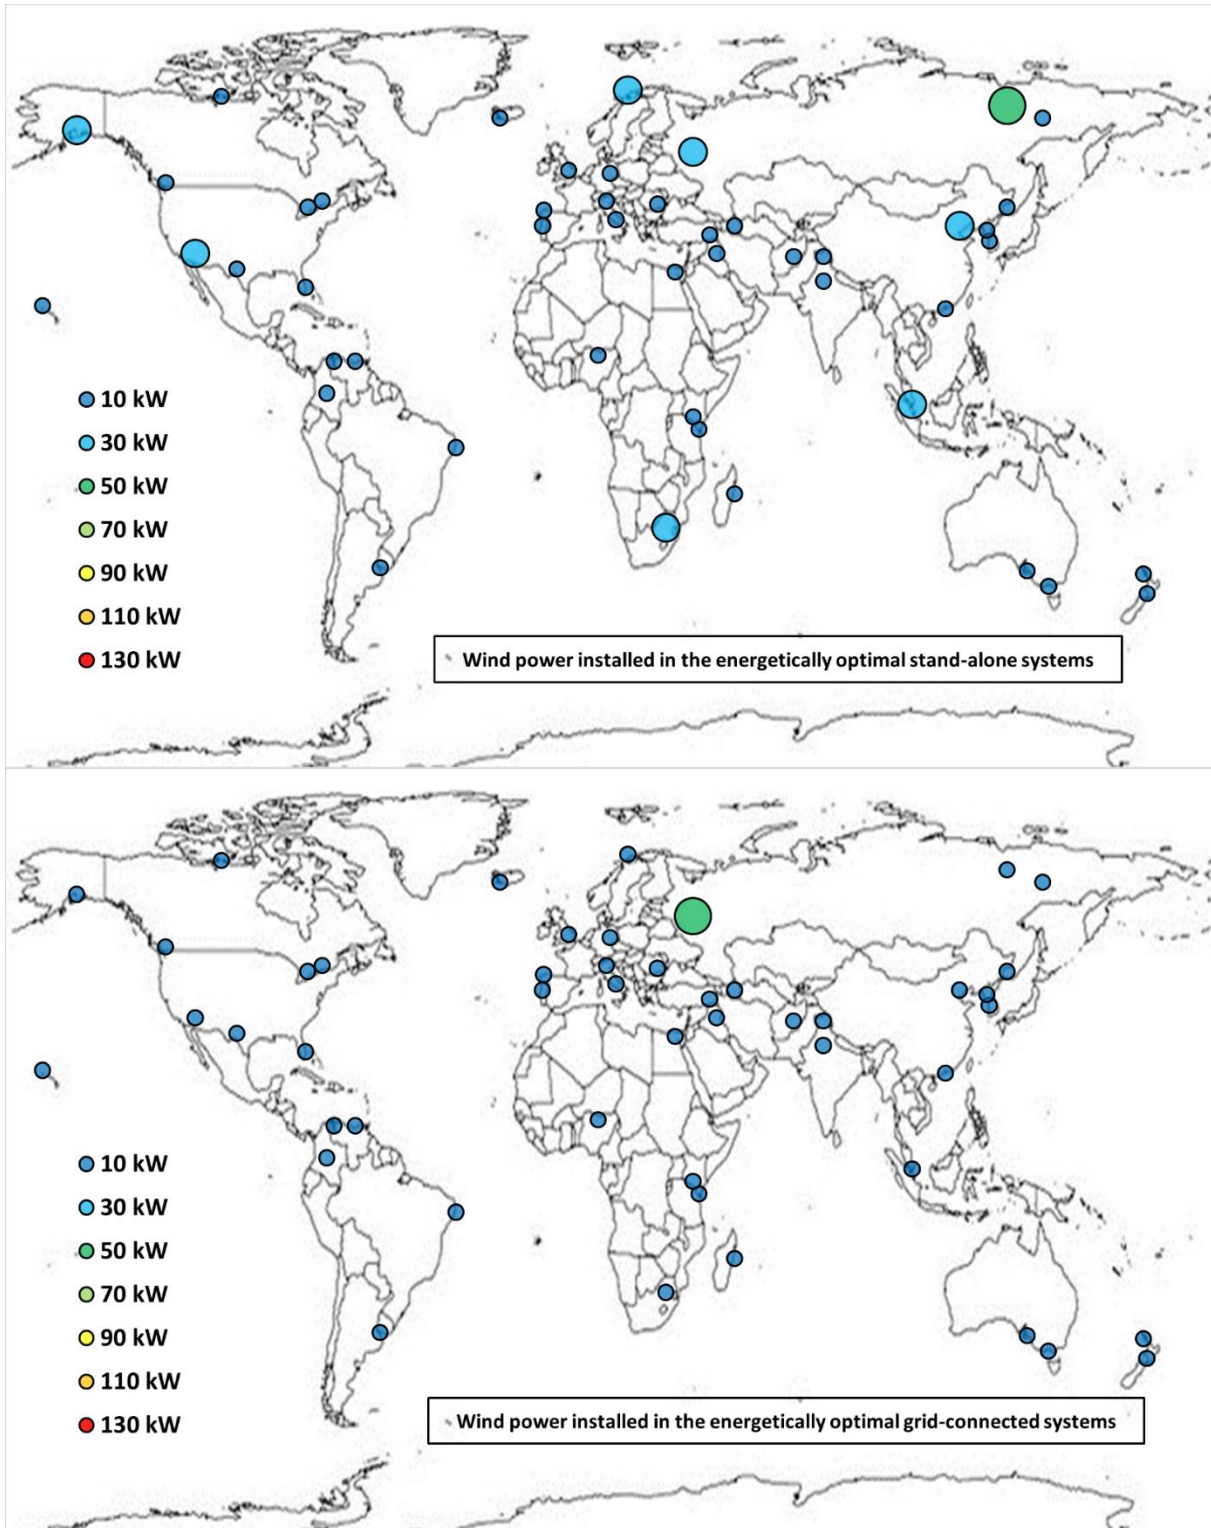 10 kW
30 kW
50 kW
70 kW
90 kW
110 kW
130 kW
Wind power installed in the energetically optimal stand-alone systems
10 kW
30 kW
50 kW
70 kW
90 kW
110 kW
130 kW
Wind power installed in the energetically optimal grid-connected systems